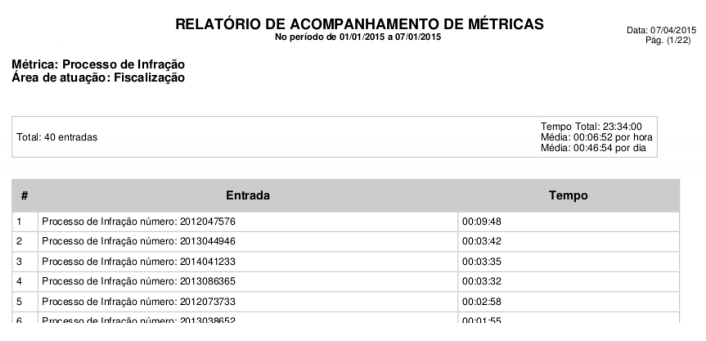 RELATÓRIO DE ACOMPANHAMENTO DE MÉTRICAS
No período de 01/01/2015 a 07/01/2015
Data: 07/04/2015
Pág. (1/22)
Métrica: Processo de Infração
Área de atuação: Fiscalização
Total: 40 entradas
Tempo Total: 23:34:00
Média: 00:06:52 por hora
Média: 00:46:54 por dia
# Entrada Tempo
1 Processo de Infração número: 2012047576 00:09:48
2 Processo de Infração número: 2013044946 00:03:42
3 Processo de Infração número: 2014041233 00:03:35
4 Processo de Infração número: 2013086365 00:03:32
5 Processo de Infração número: 2012073733 00:02:58
6 Processo de Infração número: 2013038652 00:01:55